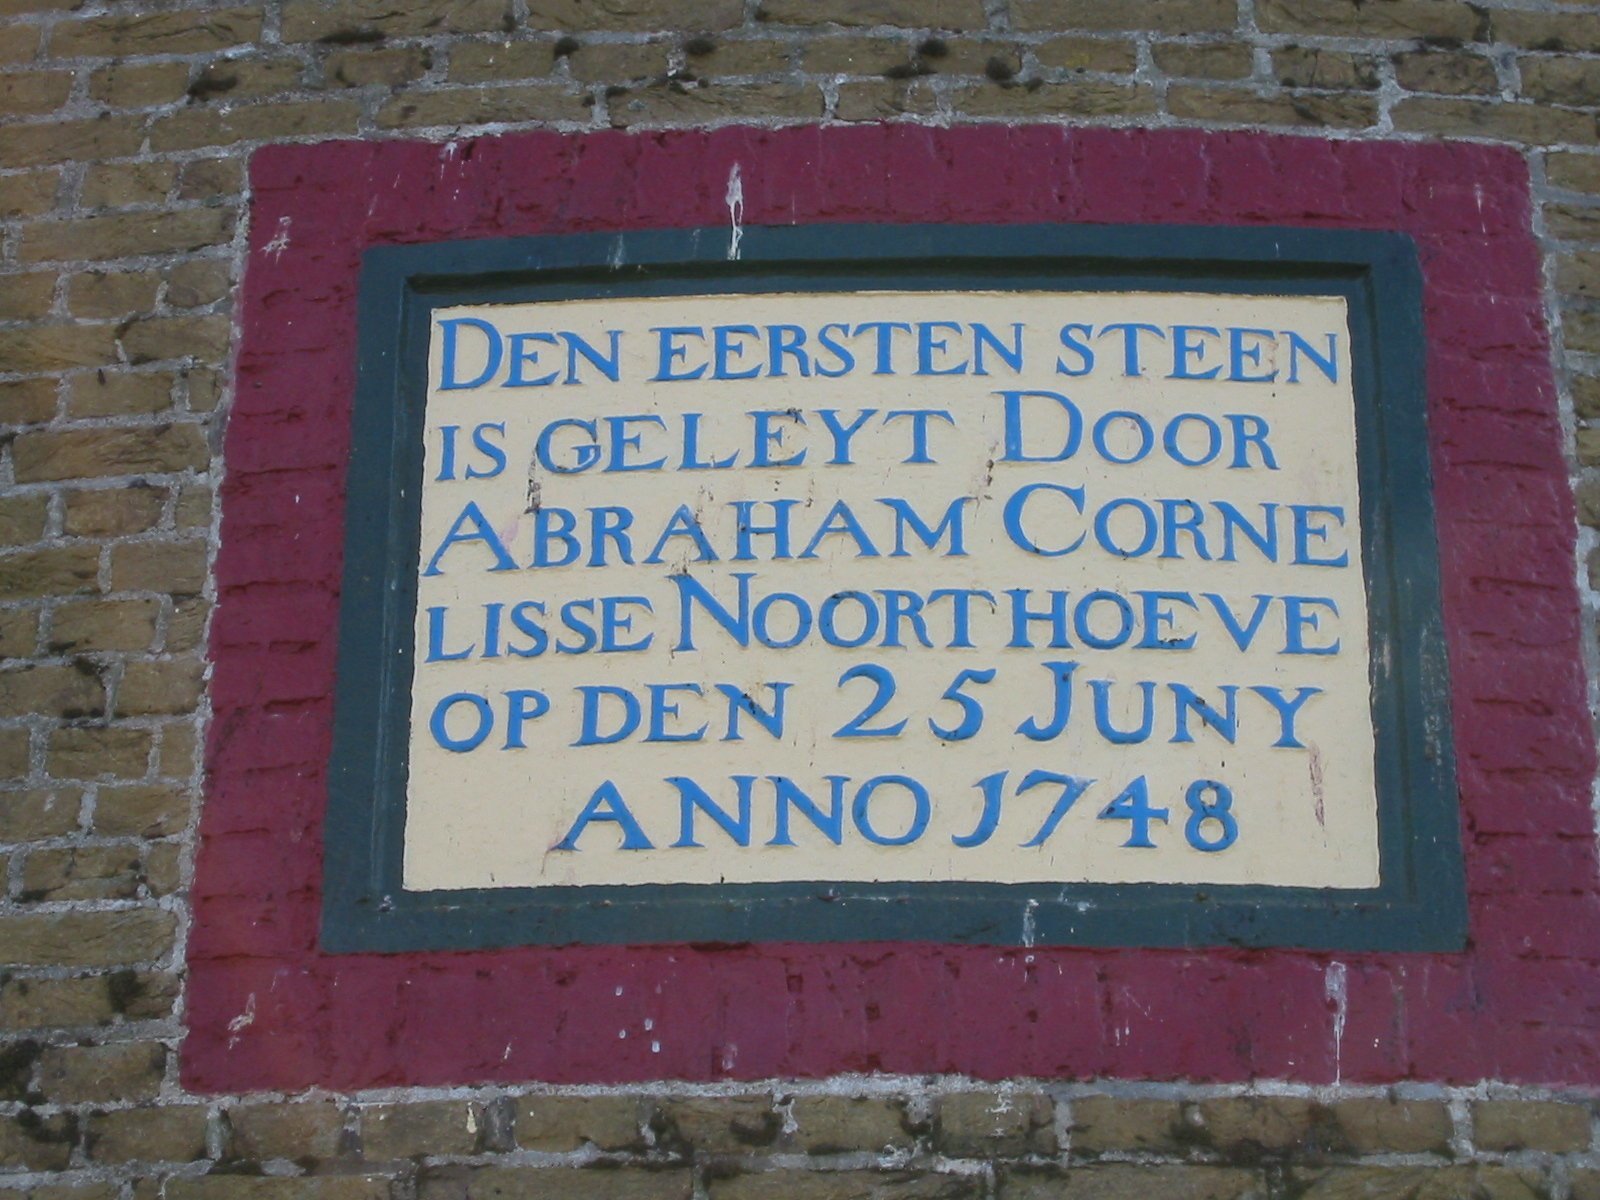 DEN EERSTEN STEEN
IS GELEYT DOOR
ABRAHAM CORNE
LISSE NOORTHOEVE
OP DEN 25 JUNY
ANNO 1748